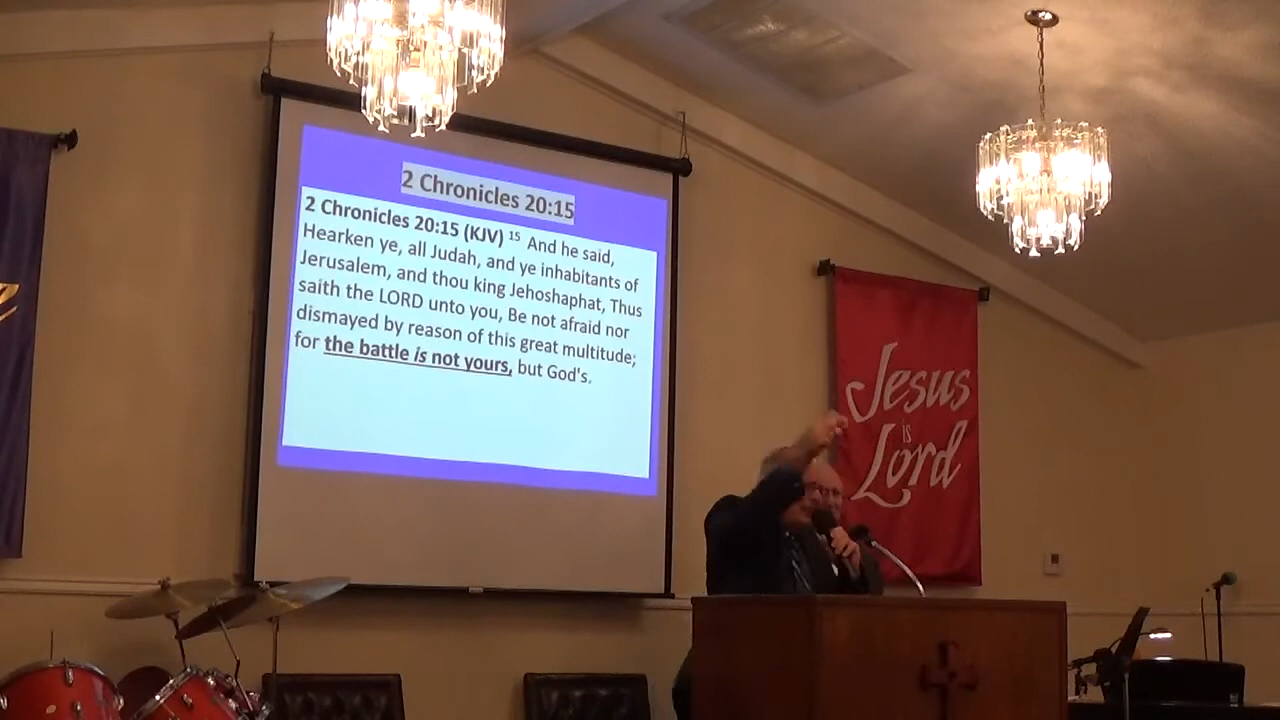 2 Chronicles 20:15
2 Chronicles 20:15 (KJV) 15 And he said,
Hearken ye, all Judah, and ye inhabitants of
Jerusalem, and thou king Jehoshaphat, Thus
saith the LORD unto you, Be not afraid nor
dismayed by reason of this great multitude;
for the battle is not yours, but God's.
Jesus
is
Lord